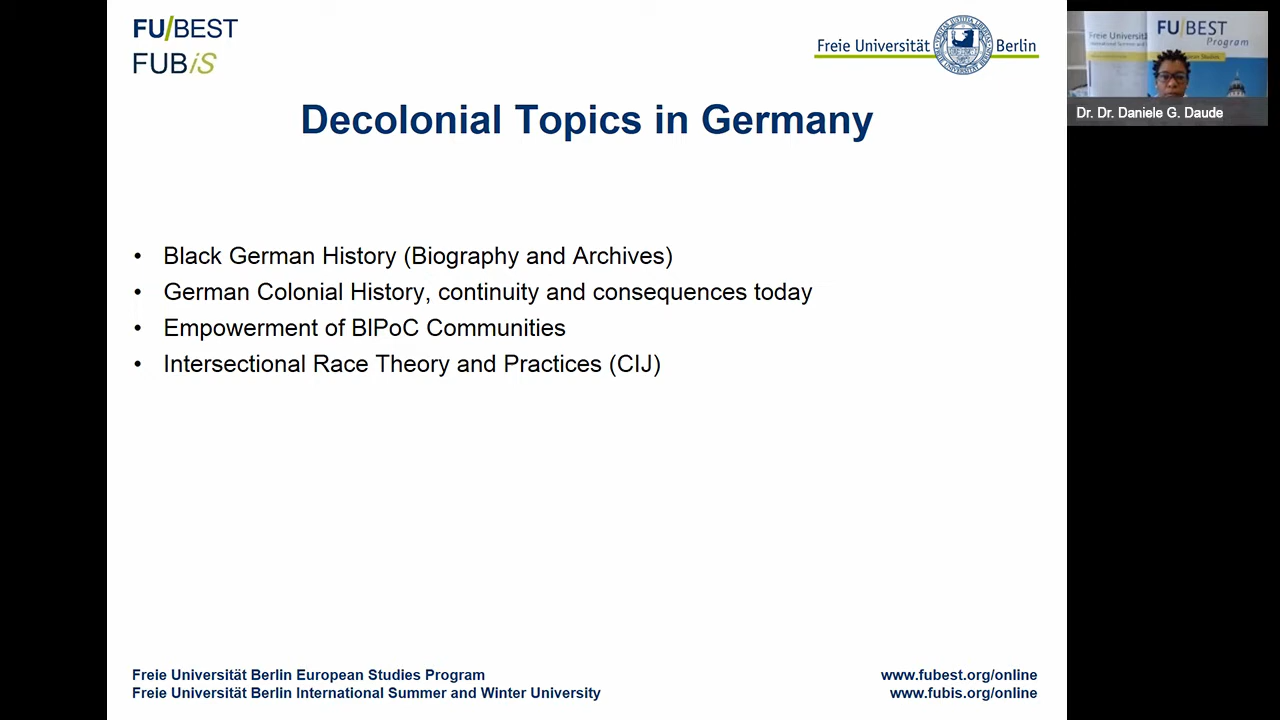 FU/BEST
FUBiS
Freie Universität Berlin
Decolonial Topics in Germany
• Black German History (Biography and Archives)
• German Colonial History, continuity and consequences today
• Empowerment of BIPoC Communities
• Intersectional Race Theory and Practices (CIJ)
Freie Universität Berlin European Studies Program
Freie Universität Berlin International Summer and Winter University
www.fubest.org/online
www.fubis.org/online
Freie Universitä
FU/BEST
Program
Dr. Dr. Daniele G. Daude